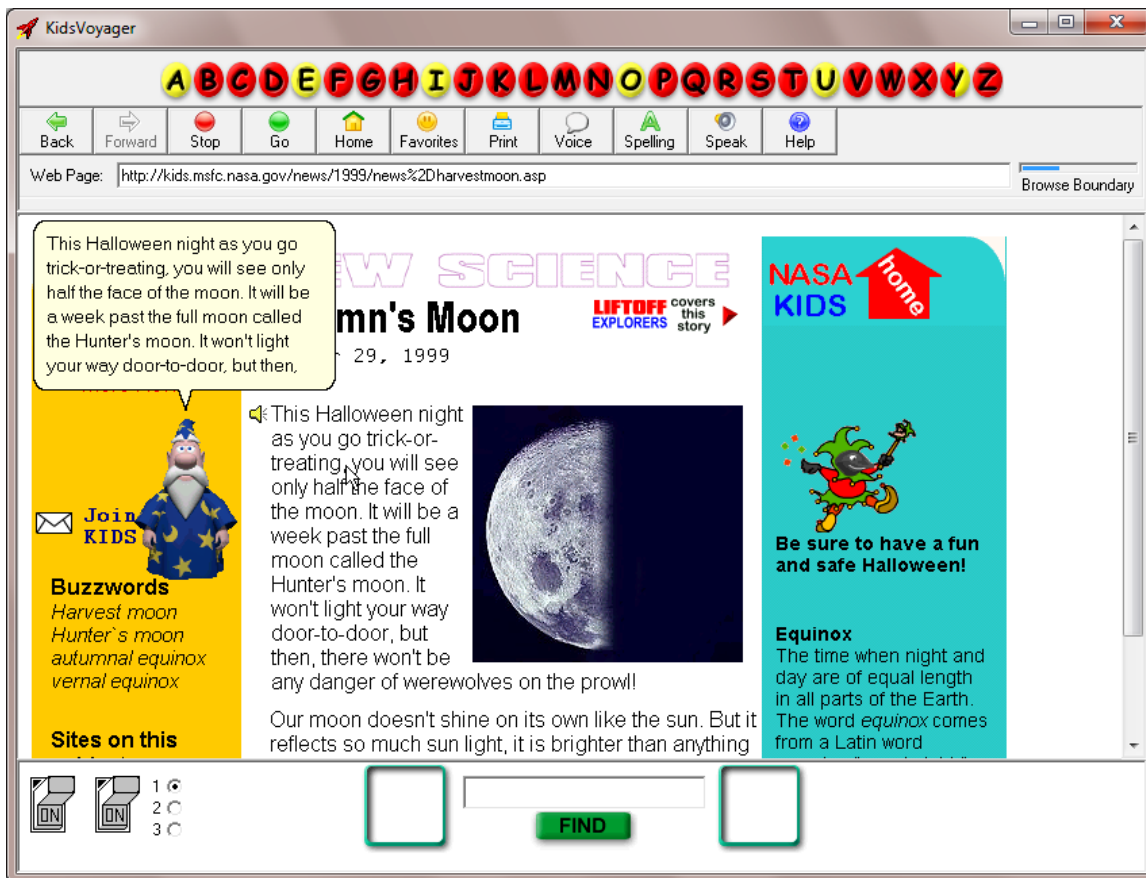 KidsVoyager
A B C D E F G H I J K L M N O P Q R S T U V W X Y Z
Back Forward Stop Go Home Favorites Print Voice Spelling Speak Help
Web Page: http://kids.msfc.nasa.gov/news/1999/news%2Dharvestmoon.asp
Browse Boundary
This Halloween night as you go
trick-or-treating, you will see only
half the face of the moon. It will be
a week past the full moon called
the Hunter's moon. It won't light
your way door-to-door, but then,
Join
KIDS
Buzzwords
Harvest moon
Hunter`s moon
autumnal equinox
vernal equinox
Sites on this
SCIENCE
Moon
LIFTOFF
EXPLORERS
covers
this
story
29, 1999
This Halloween night
as you go trick-or-
treating, you will see
only half the face of
the moon. It will be a
week past the full
moon called the
Hunter's moon. It
won't light your way
door-to-door, but
then, there won't be
any danger of werewolves on the prowl!
Our moon doesn't shine on its own like the sun. But it
reflects so much sun light, it is brighter than anything
NASA
KIDS
home
Be sure to have a fun
and safe Halloween!
Equinox
The time when night and
day are of equal length
in all parts of the Earth.
The word equinox comes
from a Latin word
ON ON
1
2
3
FIND